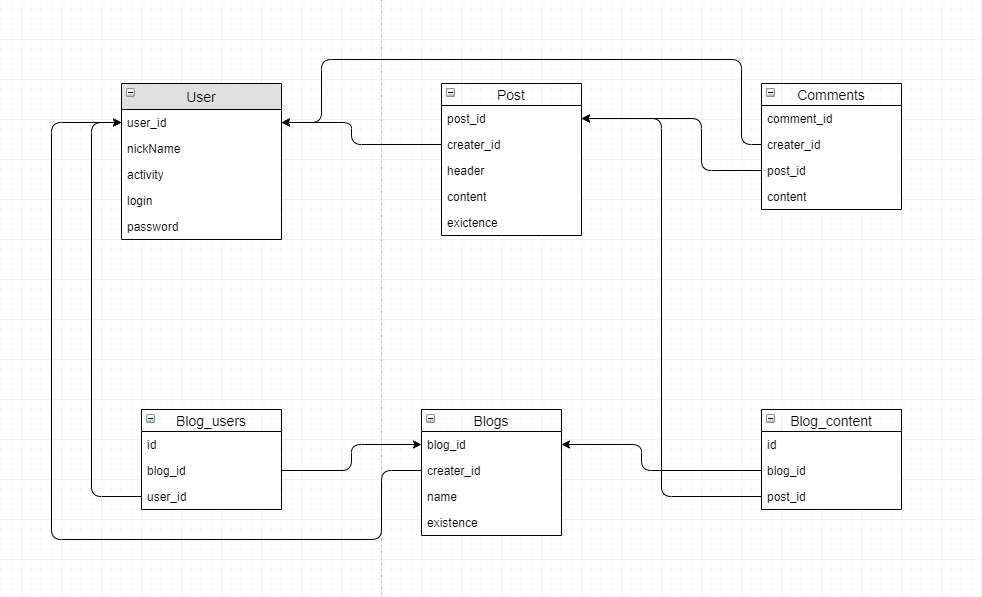 User
user_id
nickName
activity
login
password
Post
post_id
creater_id
header
content
exictence
Comments
comment_id
creater_id
post_id
content
Blog_users
id
blog_id
user_id
Blogs
blog_id
creater_id
name
existence
Blog_content
id
blog_id
post_id